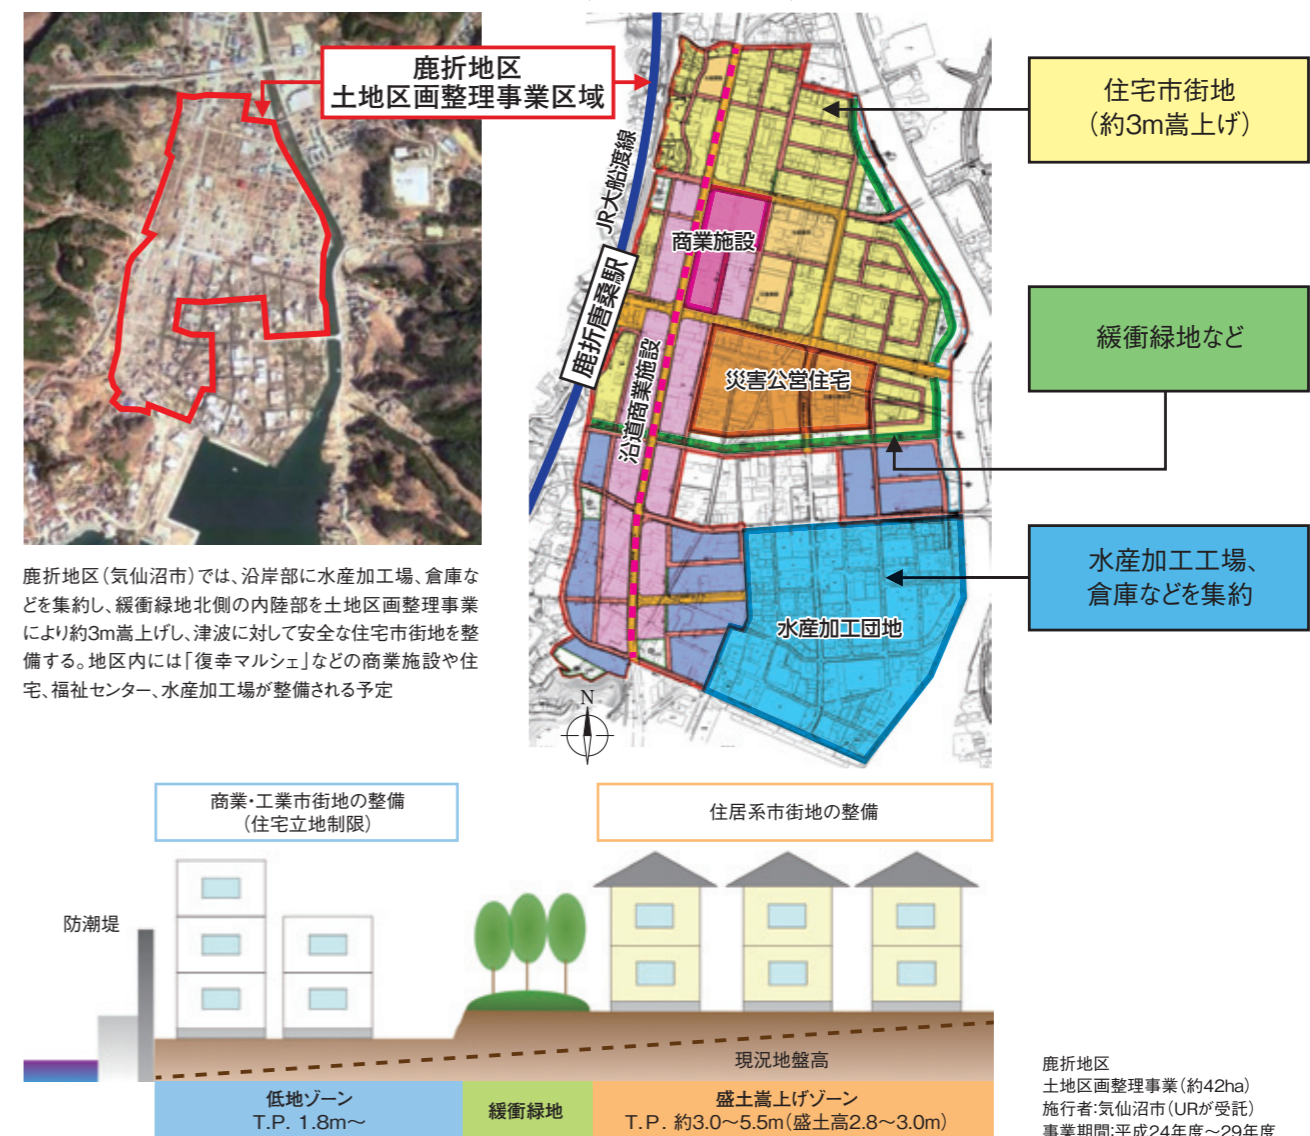 鹿折地区
土地区画整理事業区域
JR大船渡線
鹿折唐桑駅
商業施設
沿道商業施設
災害公営住宅
水産加工団地
N
住宅市街地
（約3m嵩上げ）
緩衝緑地など
水産加工工場、
倉庫などを集約
鹿折地区（気仙沼市）では、沿岸部に水産加工場、倉庫な
どを集約し、緩衝緑地北側の内陸部を土地区画整理事業
により約3m嵩上げし、津波に対して安全な住宅市街地を整
備する。地区内には「復幸マルシェ」などの商業施設や住
宅、福祉センター、水産加工場が整備される予定
商業・工業市街地の整備
（住宅立地制限）
住居系市街地の整備
防潮堤
現況地盤高
低地ゾーン
T.P. 1.8m～
緩衝緑地
盛土嵩上げゾーン
T.P. 約3.0～5.5m（盛土高2.8～3.0m）
鹿折地区
土地区画整理事業（約42ha）
施行者：気仙沼市（URが受託）
事業期間：平成24年度～29年度